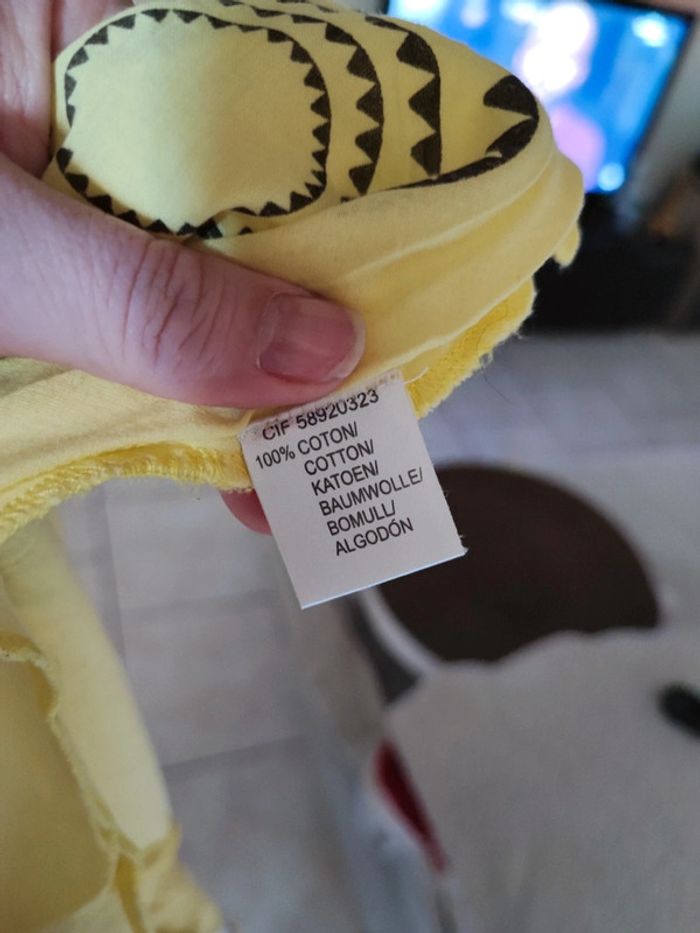 CIF 58920323
100% COTON/
COTTON/
KATOEN/
BAUMWOLLE/
BOMULL/
ALGODÓN